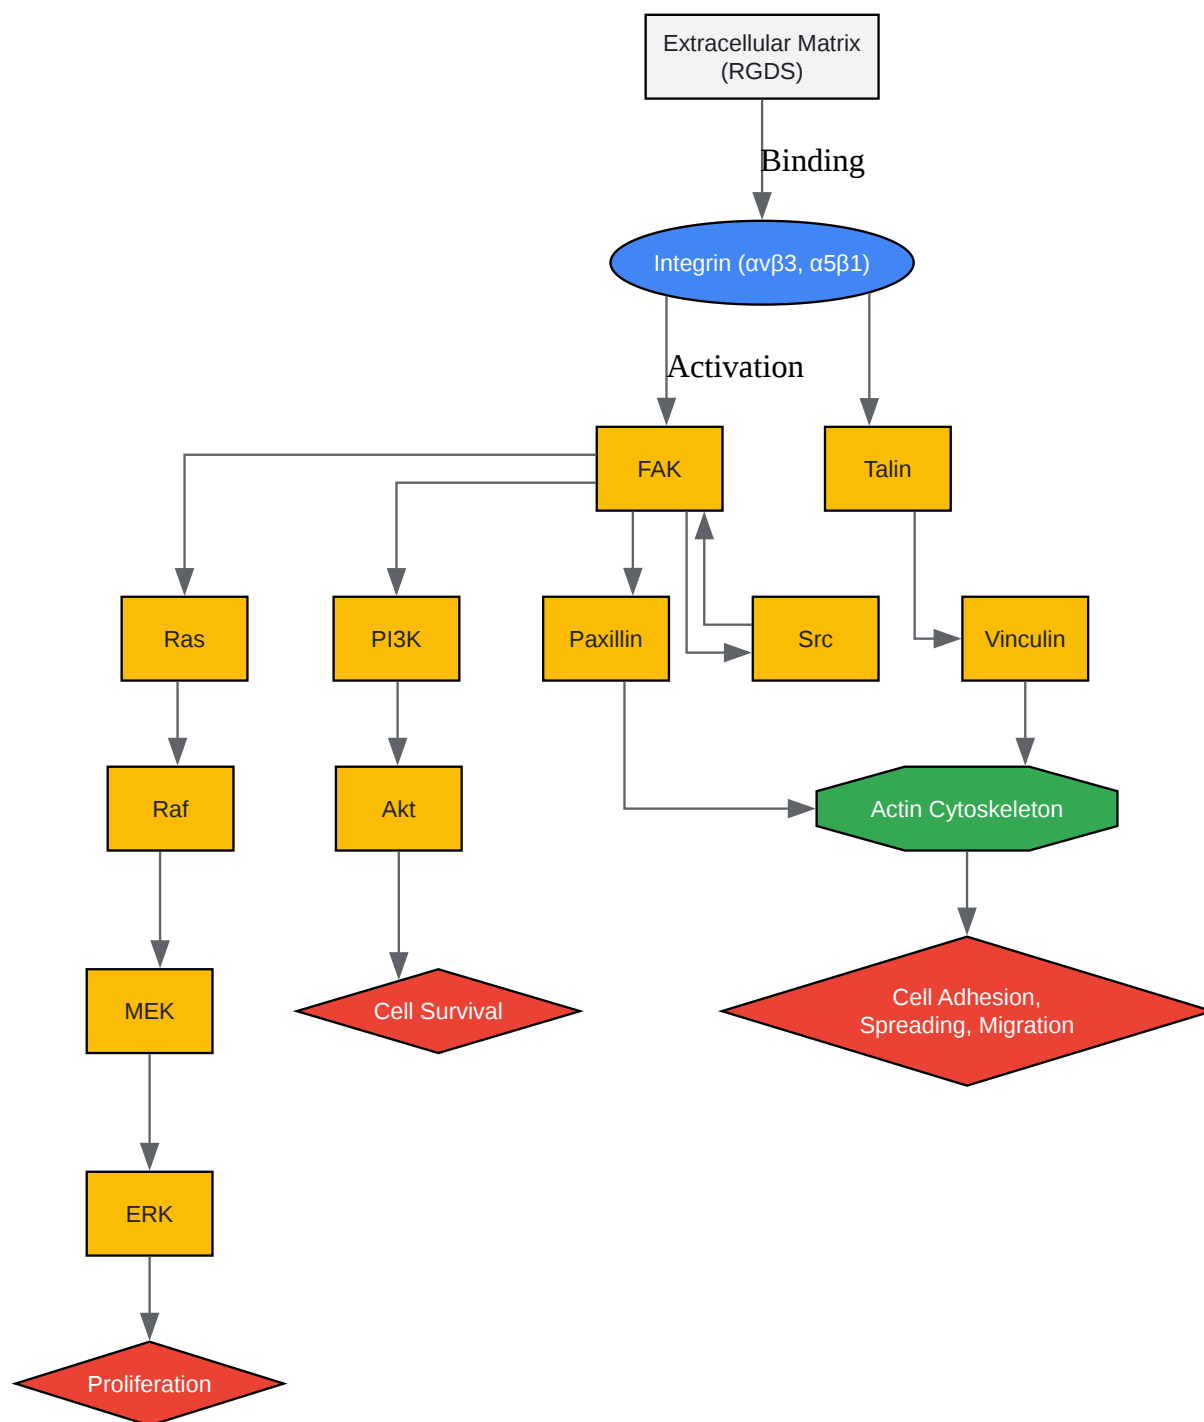 Extracellular Matrix
(RGDS)
Binding
Integrin (αvβ3, α5β1)
Activation
FAK
Talin
Ras
PI3K
Paxillin
Src
Vinculin
Raf
Akt
Actin Cytoskeleton
MEK
Cell Survival
Cell Adhesion,
Spreading, Migration
ERK
Proliferation